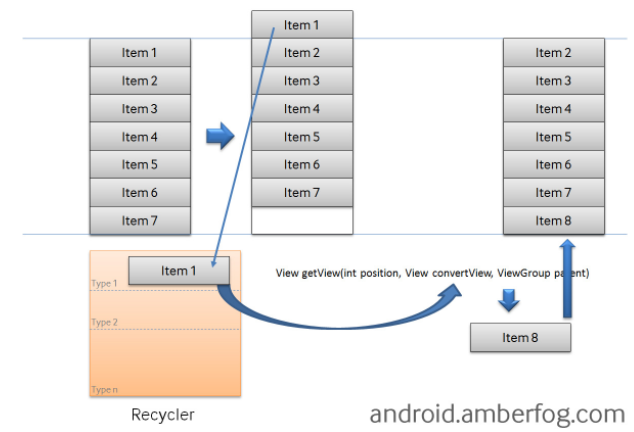 Item 1
Item 1
Item 2
Item 3
Item 4
Item 5
Item 6
Item 7
Item 2
Item 3
Item 4
Item 5
Item 6
Item 7
Item 2
Item 3
Item 4
Item 5
Item 6
Item 7
Item 8
Item 1
Type 1
Type 2
Type n
Recycler
View getView(int position, View convertView, ViewGroup parent)
Item 8
android.amberfog.com